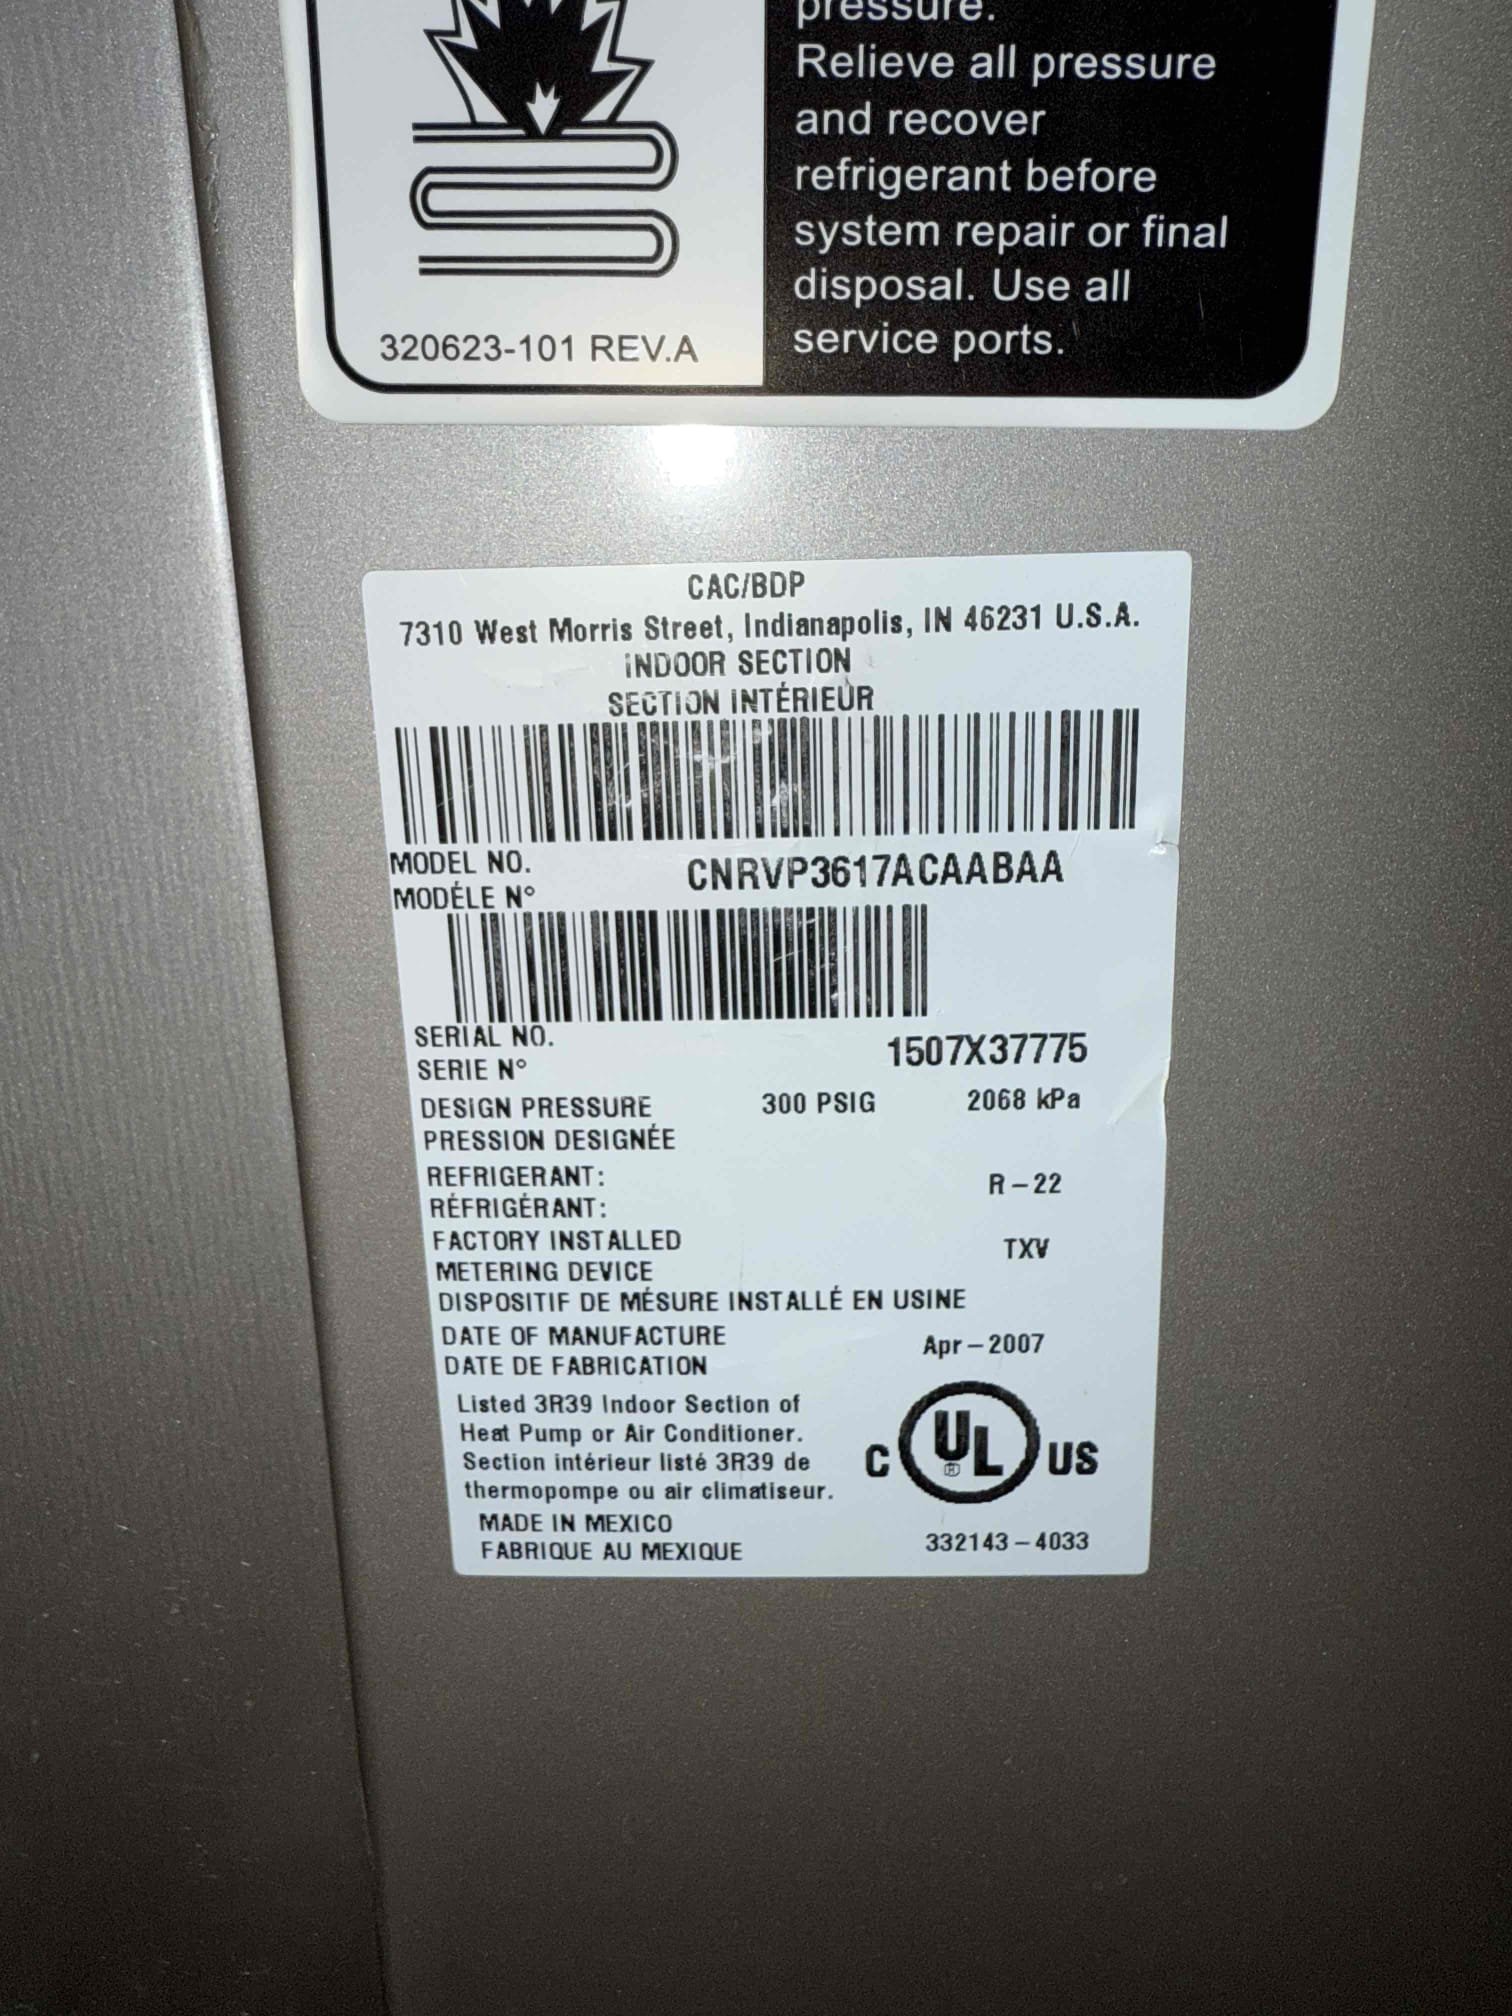 pressure.
Relieve all pressure
and recover
refrigerant before
system repair or final
disposal. Use all
service ports.
320623-101 REV.A
CAC/BDP
7310 West Morris Street, Indianapolis, IN 46231 U.S.A.
INDOOR SECTION
SECTION INTÉRIEUR
MODEL NO. CNRVP3617ACAABAA
MODÉLE N°
SERIAL NO. 1507X37775
SERIE N°
DESIGN PRESSURE 300 PSIG 2068 kPa
PRESSION DESIGNÉE
REFRIGERANT: R-22
RÉFRIGÉRANT:
FACTORY INSTALLED TXV
METERING DEVICE
DISPOSITIF DE MÉSURE INSTALLÉ EN USINE
DATE OF MANUFACTURE Apr-2007
DATE DE FABRICATION
Listed 3R39 Indoor Section of
Heat Pump or Air Conditioner.
Section intérieur listé 3R39 de
thermopompe ou air climatiseur.
C UL ® US
MADE IN MEXICO
FABRIQUE AU MEXIQUE
332143-4033